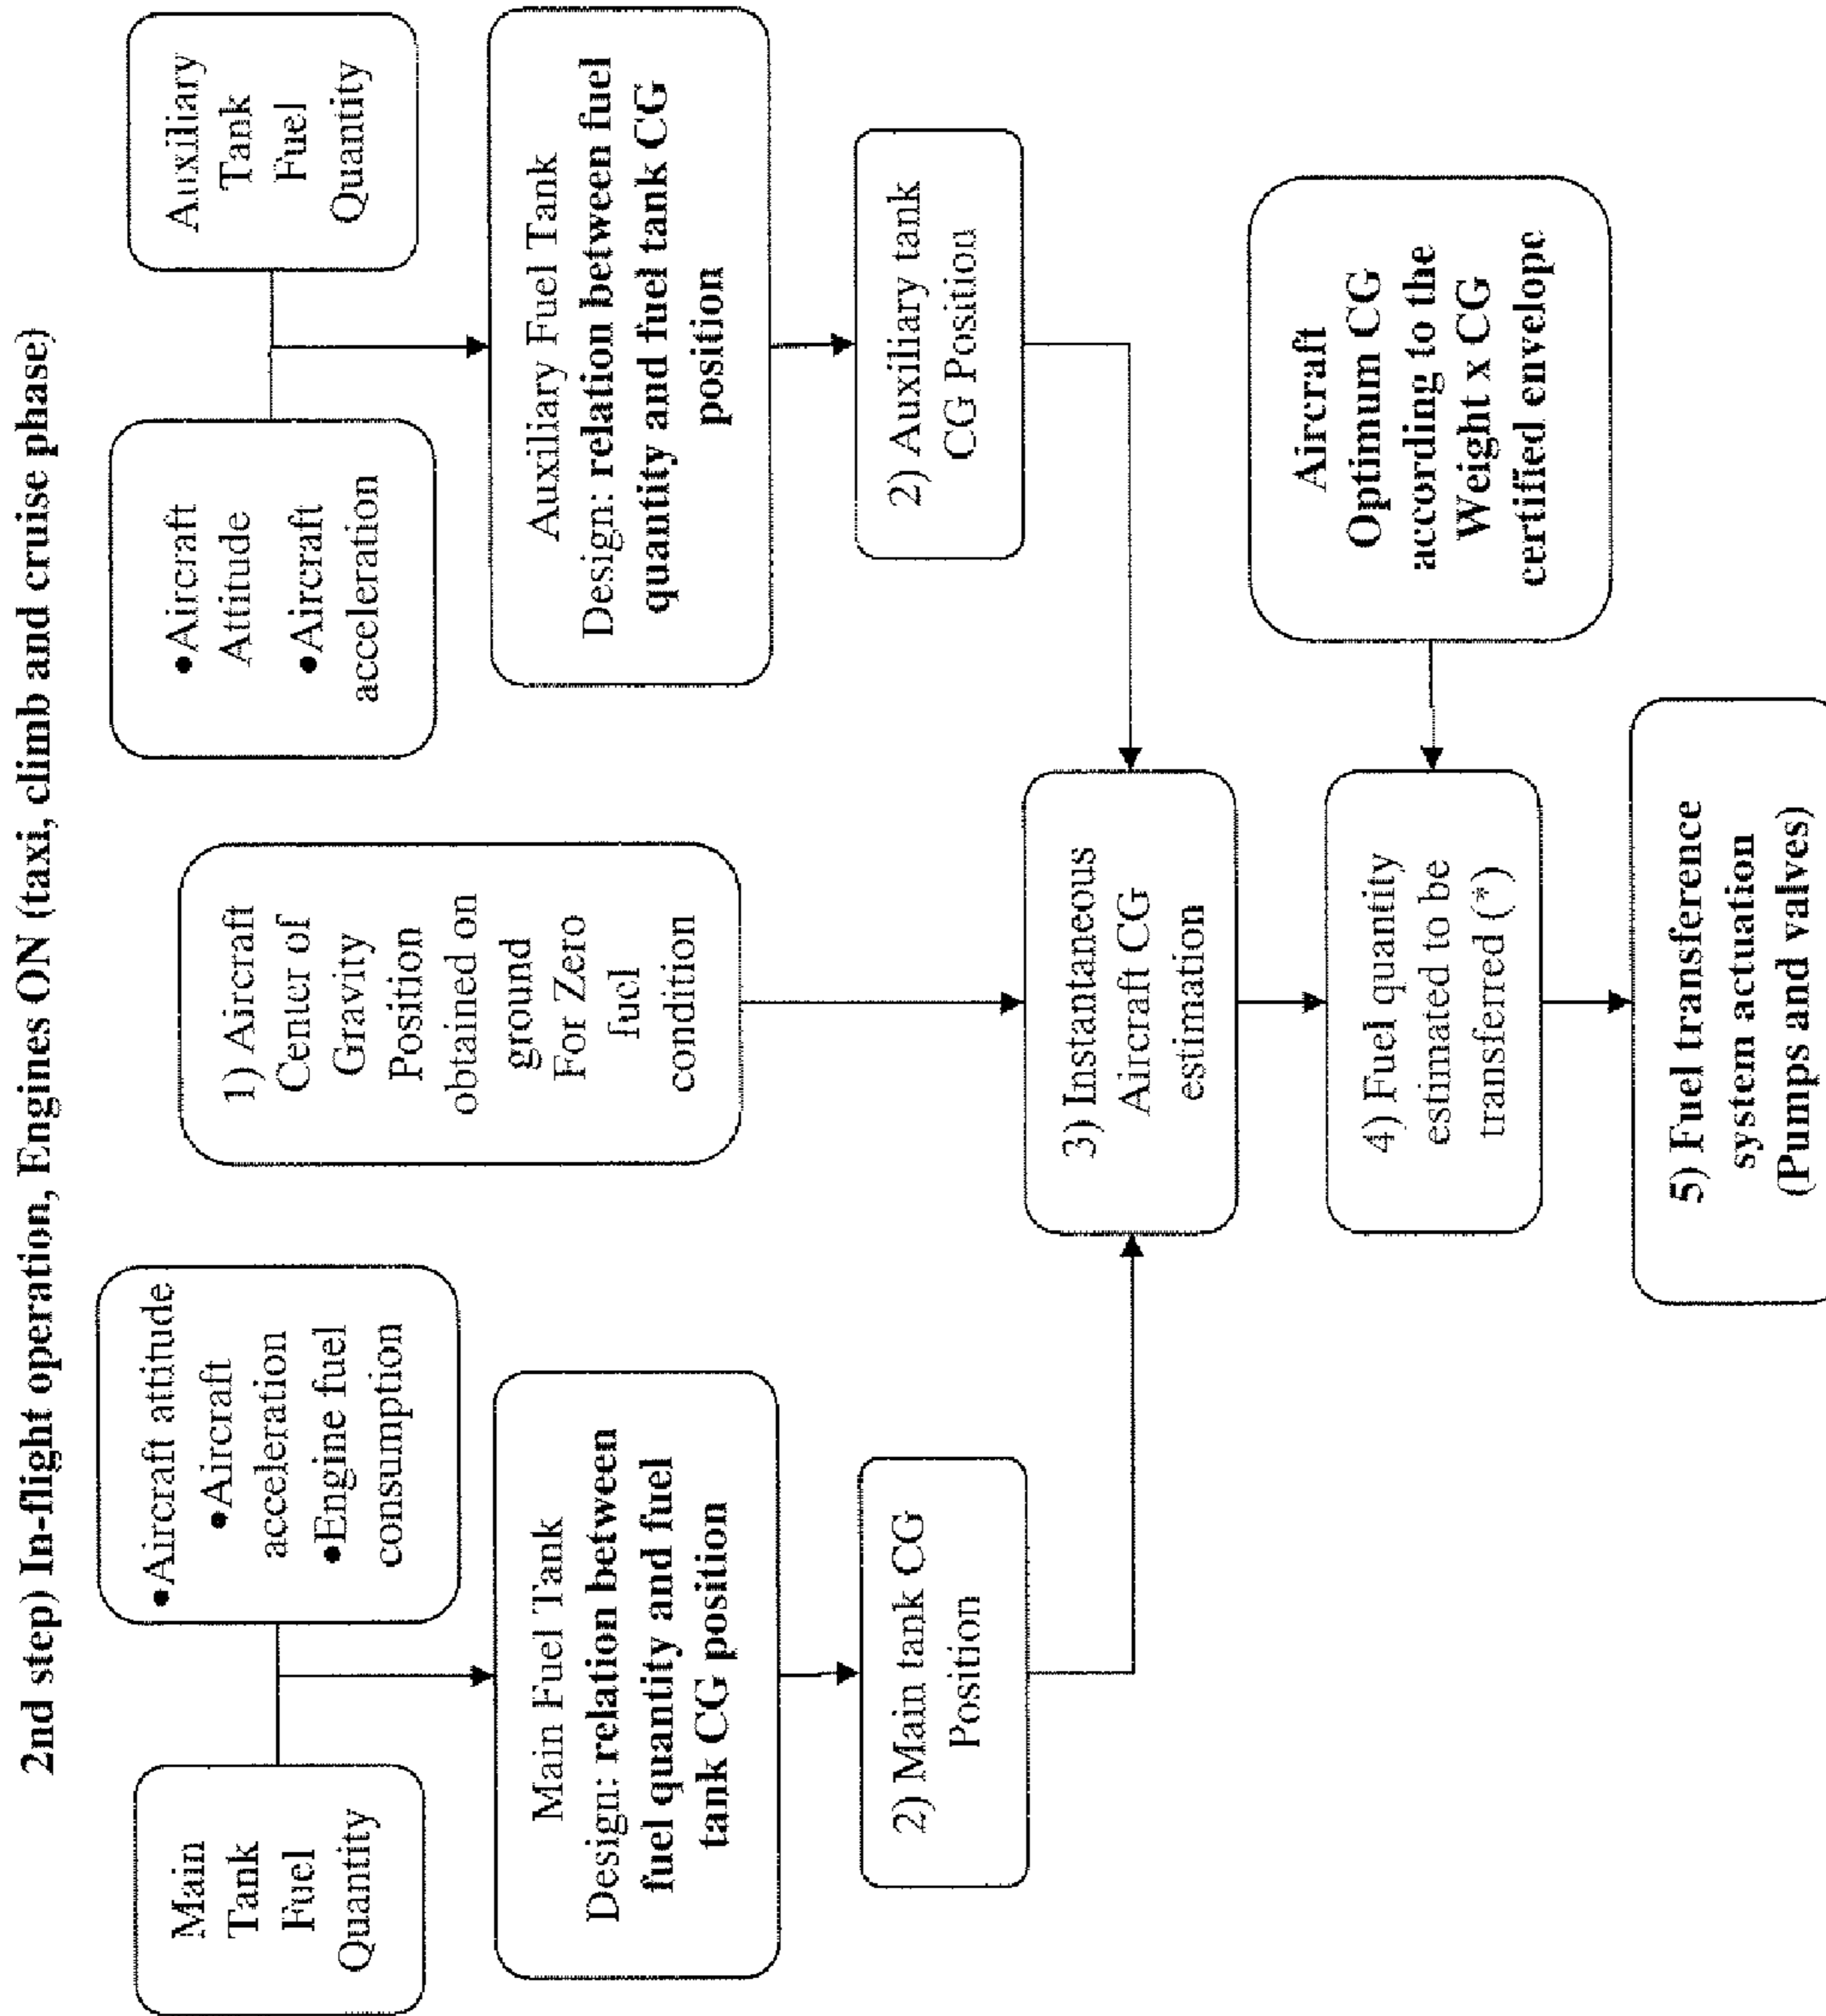 2nd step) In-flight operation, Engines ON (taxi, climb and cruise phase)
Main
Tank
Fuel
Quantity
•Aircraft attitude
•Aircraft
acceleration
•Engine fuel
consumption
Main Fuel Tank
Design: relation between
fuel quantity and fuel
tank CG position
2) Main tank CG
Position
1) Aircraft
Center of
Gravity
Position
obtained on
ground
For Zero
fuel
condition
•Aircraft
Attitude
•Aircraft
acceleration
Auxiliary
Tank
Fuel
Quantity
Auxiliary Fuel Tank
Design: relation between fuel
quantity and fuel tank CG
position
2) Auxiliary tank
CG Position
3) Instantaneous
Aircraft CG
estimation
Aircraft
Optimum CG
according to the
Weight x CG
certified envelope
4) Fuel quantity
estimated to be
transferred (*)
5) Fuel transference
system actuation
(Pumps and valves)